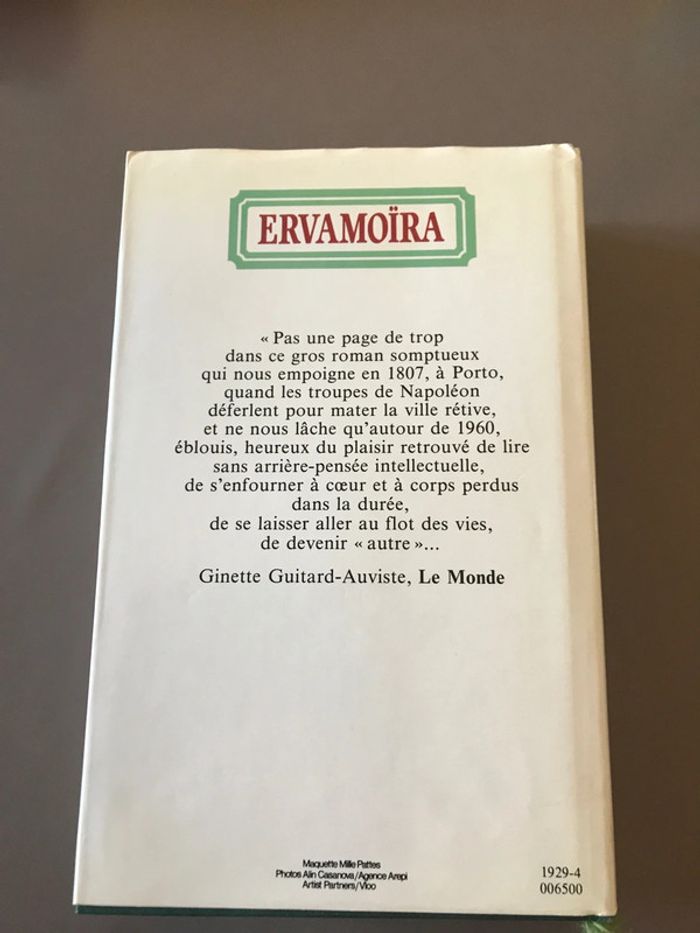 ERVAMOÏRA
« Pas une page de trop
dans ce gros roman somptueux
qui nous empoigne en 1807, à Porto,
quand les troupes de Napoléon
déferlent pour mater la ville rétive,
et ne nous lâche qu'autour de 1960,
éblouis, heureux du plaisir retrouvé de lire
sans arrière-pensée intellectuelle,
de s'enfourner à cœur et à corps perdus
dans la durée,
de se laisser aller au flot des vies,
de devenir « autre »...
Ginette Guitard-Auviste, Le Monde
Maquette Mille Pattes
Photos Alin Casanova/Agence Arepi
Artist Partners/Vloo
1929-4
006500